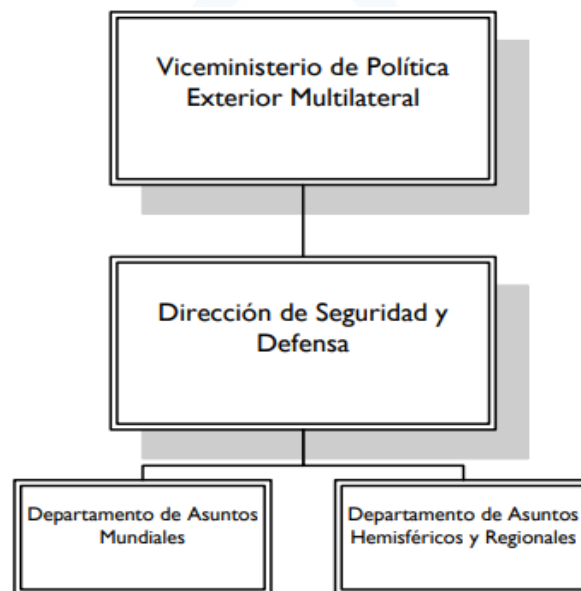 Viceministerio de Política
Exterior Multilateral
Dirección de Seguridad y
Defensa
Departamento de Asuntos
Mundiales
Departamento de Asuntos
Hemisféricos y Regionales